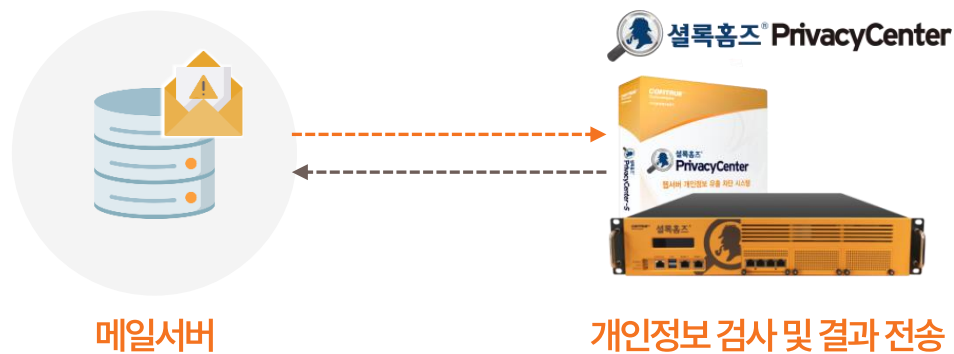 셜록홈즈® PrivacyCenter
셜록홈즈®
PrivacyCenter
웹서버 개인정보 유출 차단 시스템
PrivacyCenter-S
셜록홈즈®
메일서버
개인정보 검사 및 결과 전송